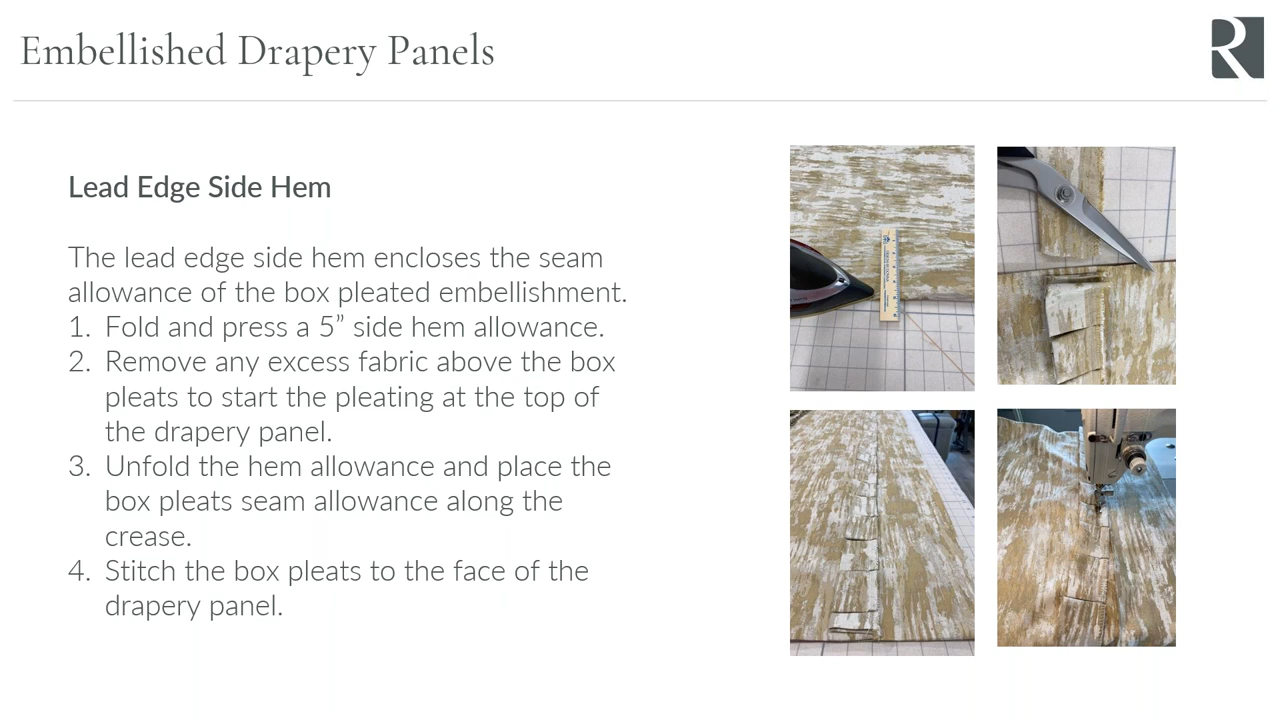 Embellished Drapery Panels
R
Lead Edge Side Hem
The lead edge side hem encloses the seam
allowance of the box pleated embellishment.
1. Fold and press a 5” side hem allowance.
2. Remove any excess fabric above the box
pleats to start the pleating at the top of
the drapery panel.
3. Unfold the hem allowance and place the
box pleats seam allowance along the
crease.
4. Stitch the box pleats to the face of the
drapery panel.